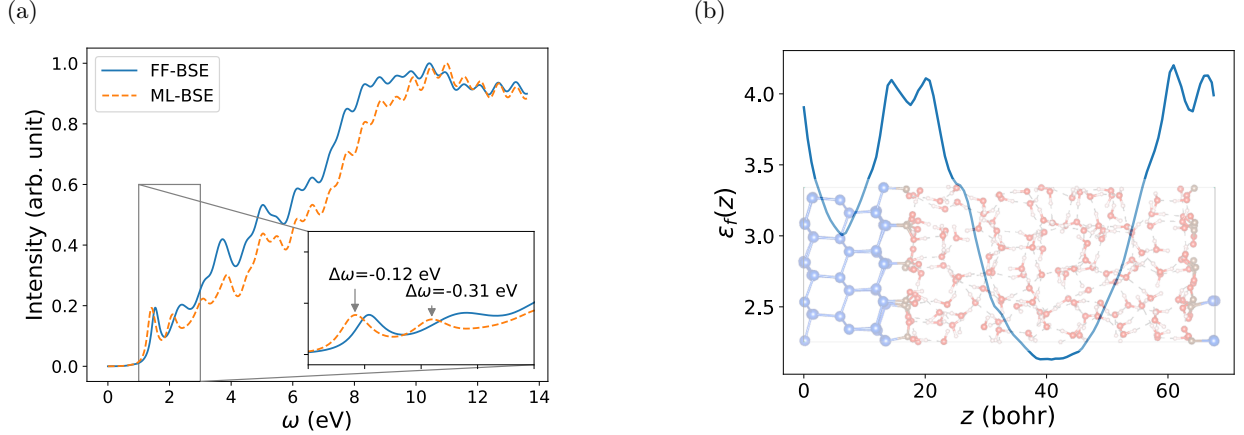 (a)
(b)
FF-BSE
ML-BSE
Intensity (arb. unit)
1.0
0.8
0.6
0.4
0.2
0.0
Δω=-0.12 eV
Δω=-0.31 eV
0 2 4 6 8 10 12 14
ω (eV)
εf(z)
4.0
3.5
3.0
2.5
0 20 40 60
z (bohr)